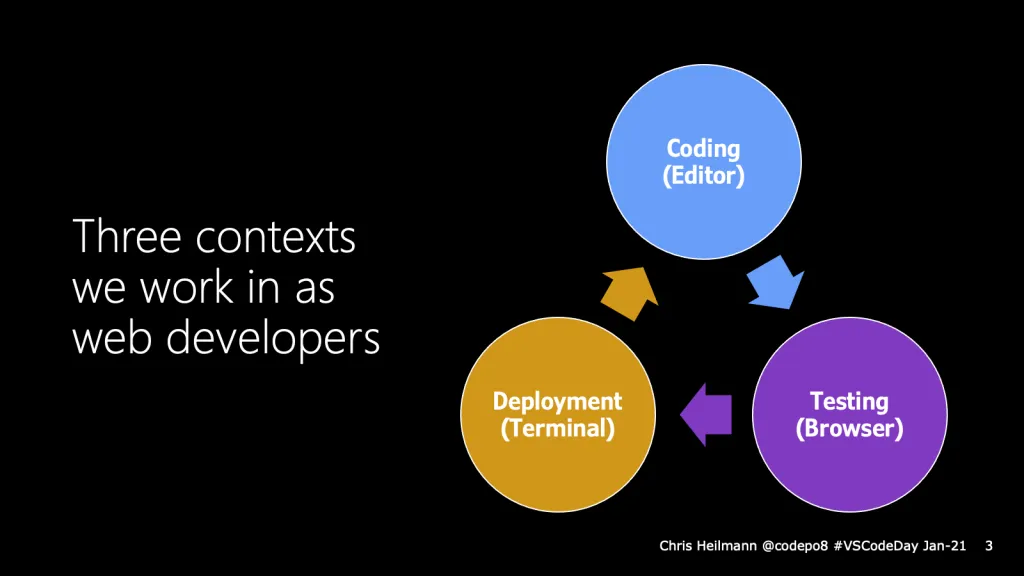 Three contexts
we work in as
web developers
Coding
(Editor)
Deployment
(Terminal)
Testing
(Browser)
Chris Heilmann @codepo8 #VSCodeDay Jan-21 3